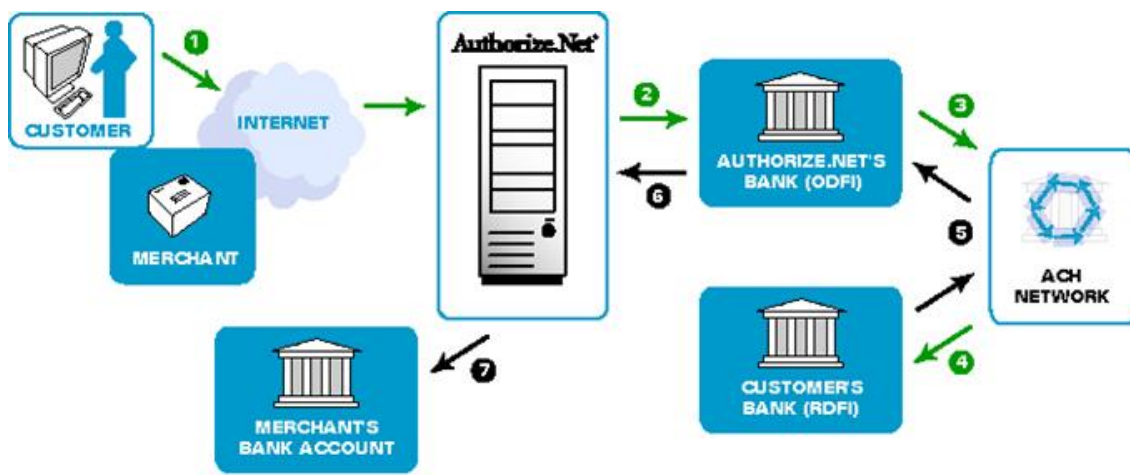 CUSTOMER
1
INTERNET
MERCHANT
Authorize.Net
2
AUTHORIZE.NET'S
BANK (ODFI)
3
6
5
ACH
NETWORK
4
CUSTOMER'S
BANK (RDFI)
7
MERCHANT'S
BANK ACCOUNT